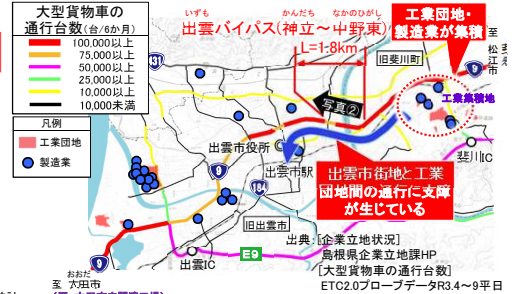 大型貨物車の
通行台数(台/6か月)
100,000以上
75,000以上
50,000以上
25,000以上
10,000以上
10,000未満
凡例
工業団地
製造業
いずも かんだち なかのひがし
出雲バイパス(神立～中野東)
L=1.8km
工業団地・
製造業が集積
至
松江市
旧斐川町
431
9
写真②
工業集積地
出雲市役所
斐川IC
出雲市駅
9
184
出雲市街地と工業
団地間の通行に支障
が生じている
旧出雲市
E9
出雲IC
9
おおだ
至 大田市
出典:[企業立地状況]
島根県企業立地課HP
[大型貨物車の通行台数]
ETC2.0プローブデータR3.4～9平日